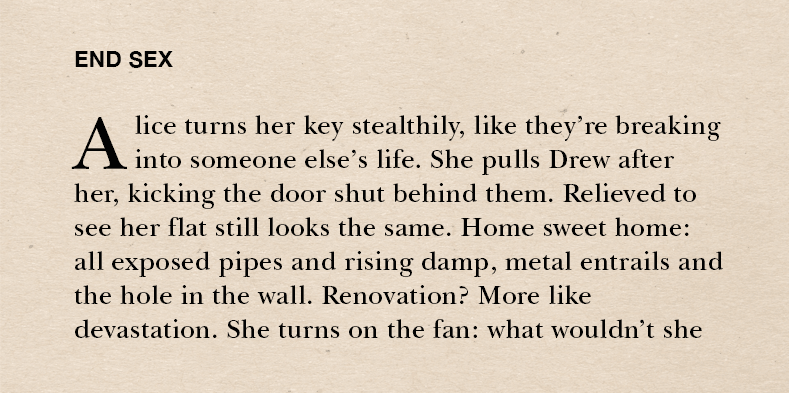 END SEX
Alice turns her key stealthily, like they’re breaking
into someone else’s life. She pulls Drew after
her, kicking the door shut behind them. Relieved to
see her flat still looks the same. Home sweet home:
all exposed pipes and rising damp, metal entrails and
the hole in the wall. Renovation? More like
devastation. She turns on the fan: what wouldn’t she